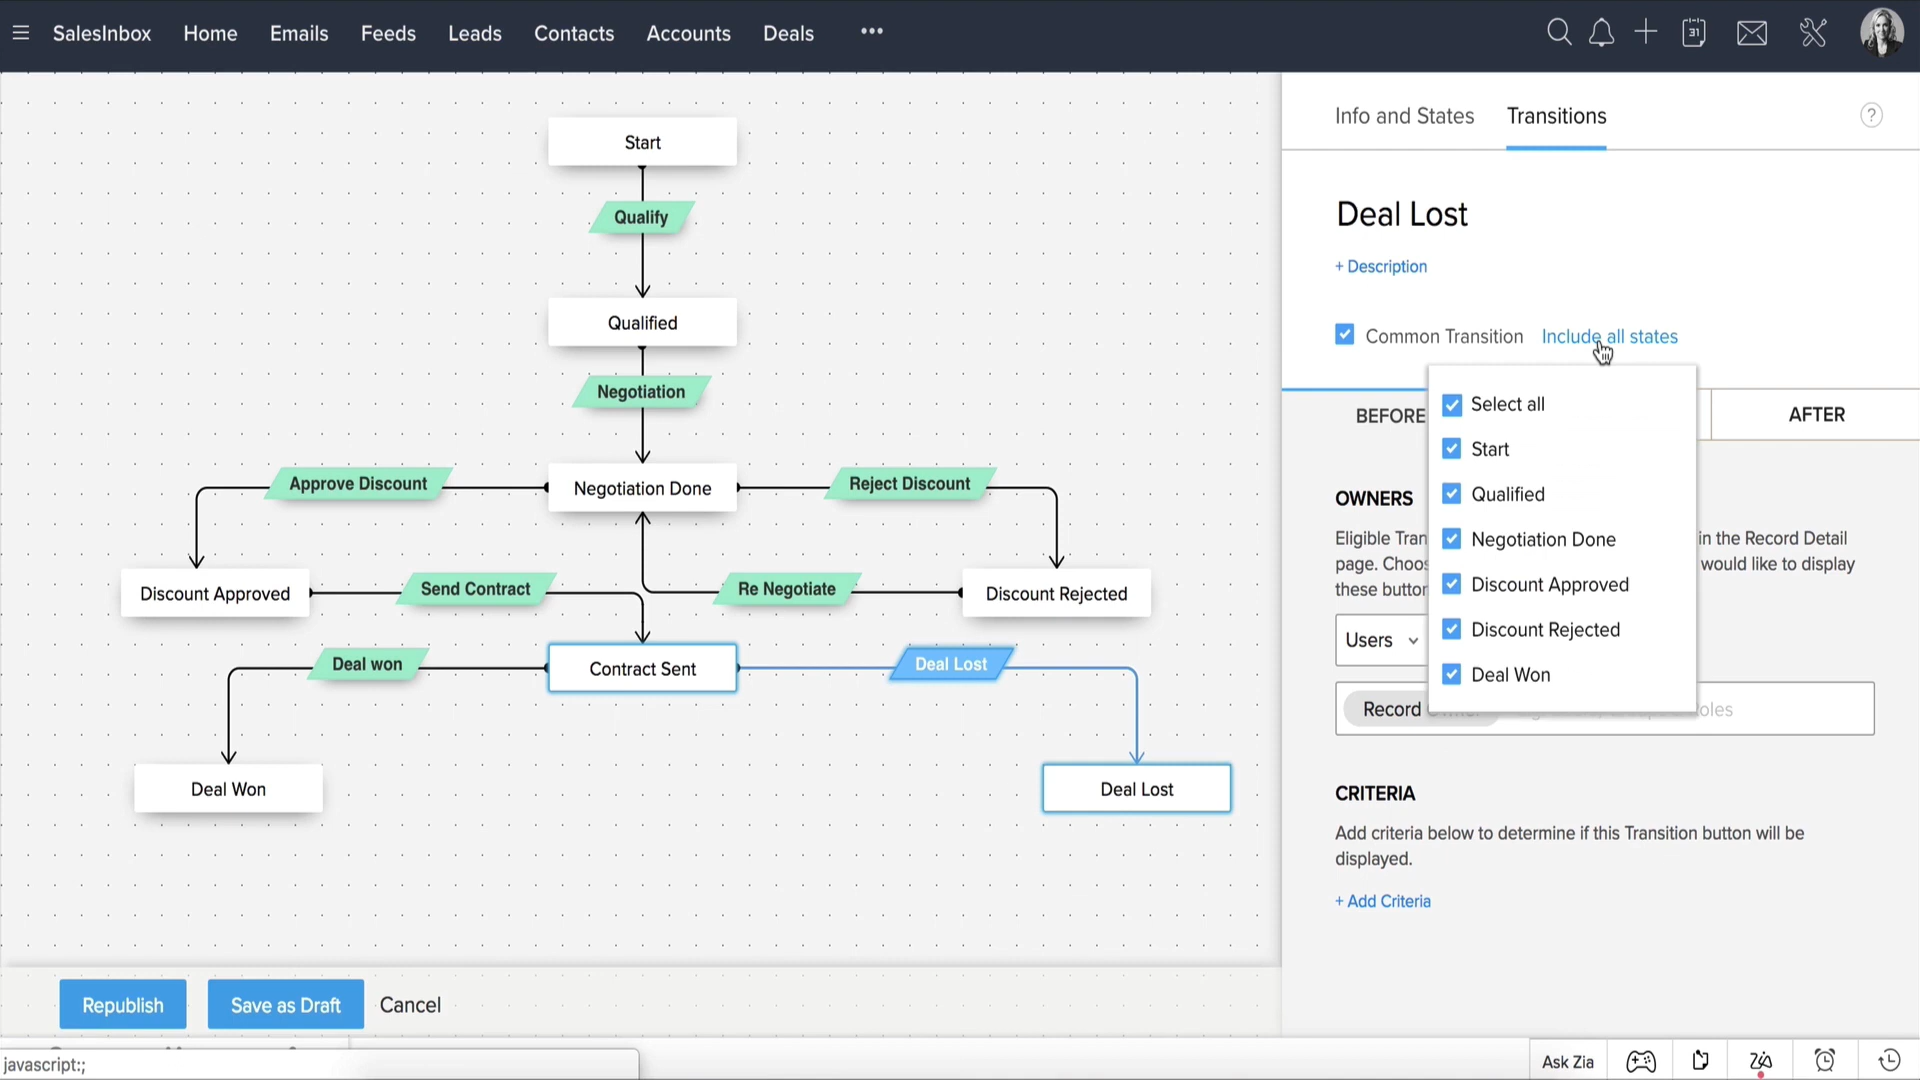 SalesInbox Home Emails Feeds Leads Contacts Accounts Deals •••
31
Info and States Transitions ?
Start
Qualify
Qualified
Negotiation
Approve Discount Negotiation Done Reject Discount
Discount Approved Send Contract Re Negotiate Discount Rejected
Deal won Contract Sent Deal Lost
Deal Won Deal Lost
Deal Lost
+ Description
Common Transition Include all states
BEFORE AFTER
Select all
Start
Qualified
Negotiation Done
Discount Approved
Discount Rejected
Deal Won
OWNERS
Eligible Tran in the Record Detail
page. Choos would like to display
these button
Users
Record
CRITERIA
Add criteria below to determine if this Transition button will be
displayed.
+ Add Criteria
Republish Save as Draft Cancel
javascript:;
Ask Zia